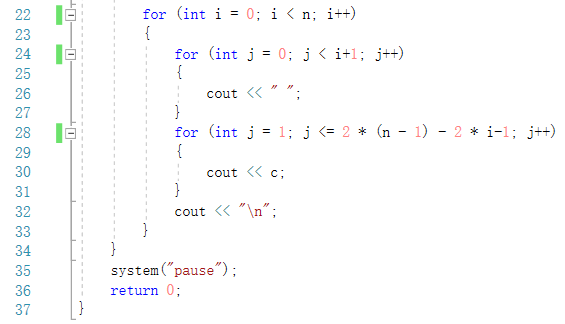 22 for (int i = 0; i < n; i++)
23 {
24 for (int j = 0; j < i+1; j++)
25 {
26 cout << " ";
27 }
28 for (int j = 1; j <= 2 * (n - 1) - 2 * i-1; j++)
29 {
30 cout << c;
31 }
32 cout << "\n";
33 }
34 }
35 system("pause");
36 return 0;
37 }